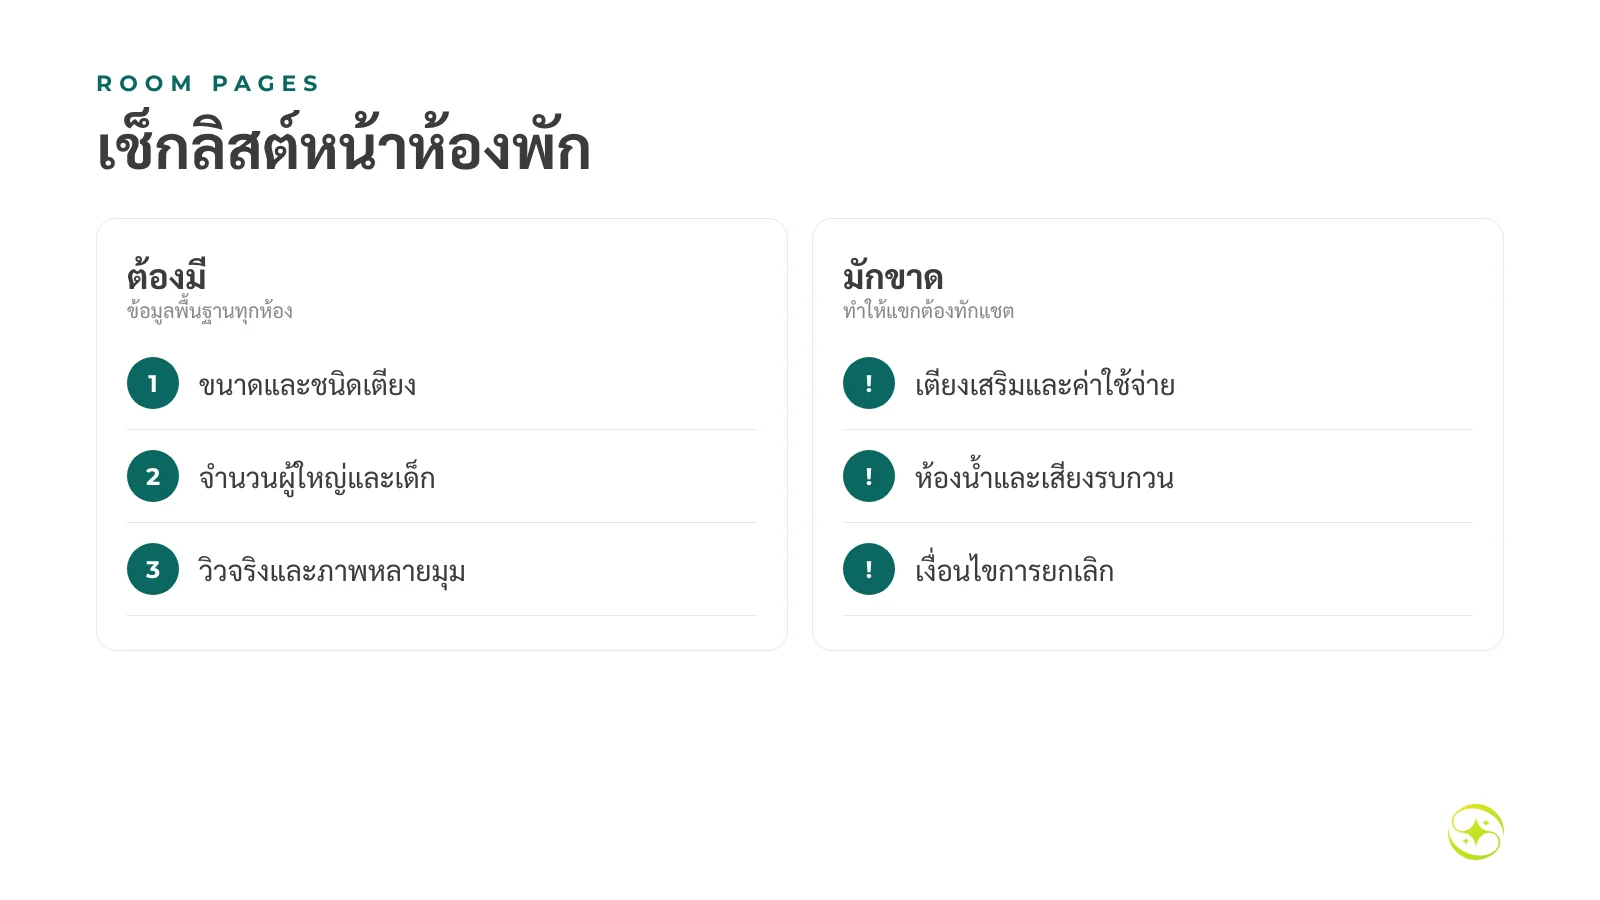 ROOM PAGES
เช็กลิสต์หน้าห้องพัก
ต้องมี
ข้อมูลพื้นฐานทุกห้อง
1 ขนาดและชนิดเตียง
2 จำนวนผู้ใหญ่และเด็ก
3 วิวจริงและภาพหลายมุม
มักขาด
ทำให้แขกต้องทักแชต
! เตียงเสริมและค่าใช้จ่าย
! ห้องน้ำและเสียงรบกวน
! เงื่อนไขการยกเลิก